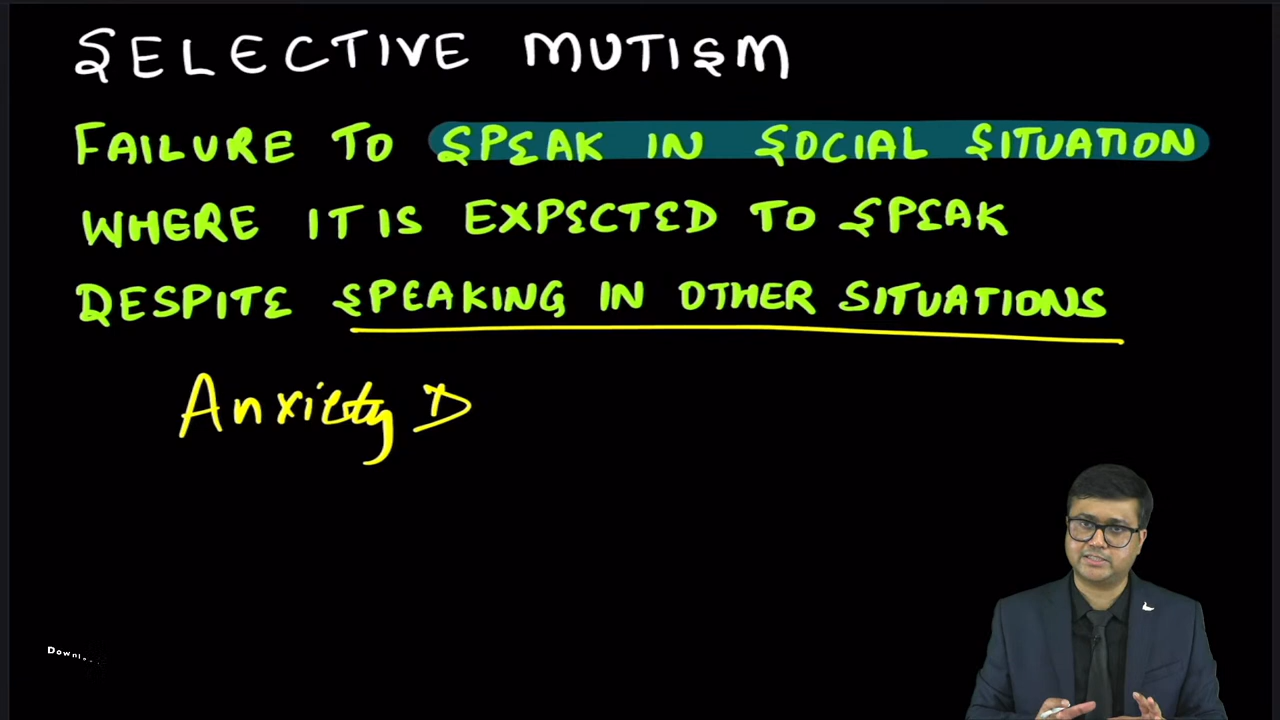 SELECTIVE MUTISM
FAILURE TO SPEAK IN SOCIAL SITUATION
WHERE IT IS EXPECTED TO SPEAK
DESPITE SPEAKING IN OTHER SITUATIONS
Anxiety D